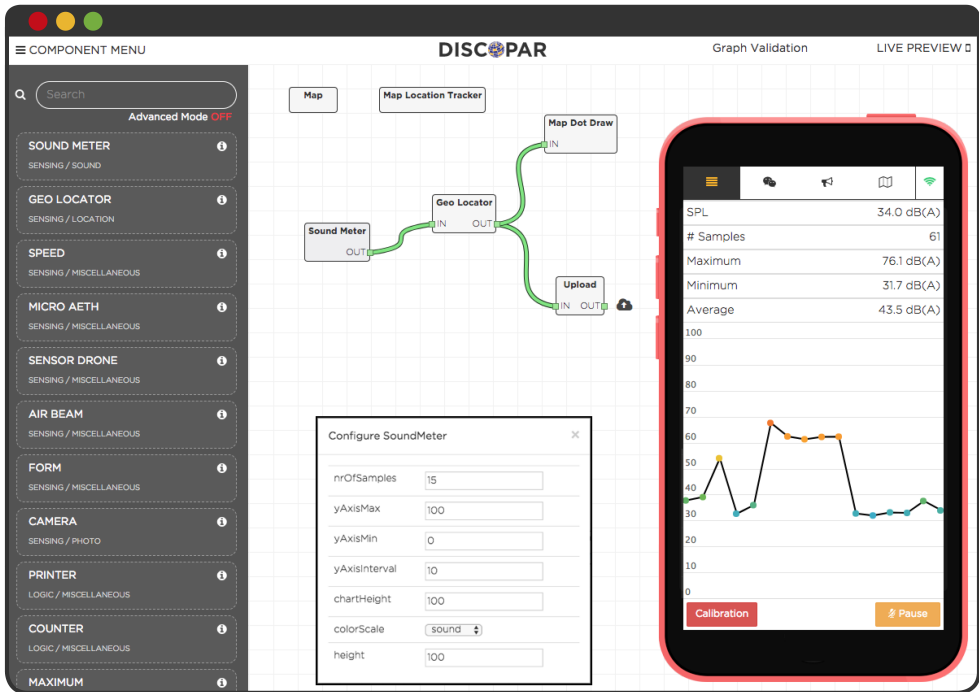 COMPONENT MENU
DISCOPAR
Graph Validation
LIVE PREVIEW
Search
Advanced Mode OFF
SOUND METER
SENSING / SOUND
GEO LOCATOR
SENSING / LOCATION
SPEED
SENSING / MISCELLANEOUS
MICRO AETH
SENSING / MISCELLANEOUS
SENSOR DRONE
SENSING / MISCELLANEOUS
AIR BEAM
SENSING / MISCELLANEOUS
FORM
SENSING / MISCELLANEOUS
CAMERA
SENSING / PHOTO
PRINTER
LOGIC / MISCELLANEOUS
COUNTER
LOGIC / MISCELLANEOUS
MAXIMUM
Map
Map Location Tracker
Map Dot Draw
IN
Geo Locator
IN OUT
Sound Meter
OUT
Upload
IN OUT
Configure SoundMeter ×
nrOfSamples 15
yAxisMax 100
yAxisMin 0
yAxisInterval 10
chartHeight 100
colorScale sound
height 100
SPL 34.0 dB(A)
# Samples 61
Maximum 76.1 dB(A)
Minimum 31.7 dB(A)
Average 43.5 dB(A)
100
90
80
70
60
50
40
30
20
10
0
Calibration
Pause